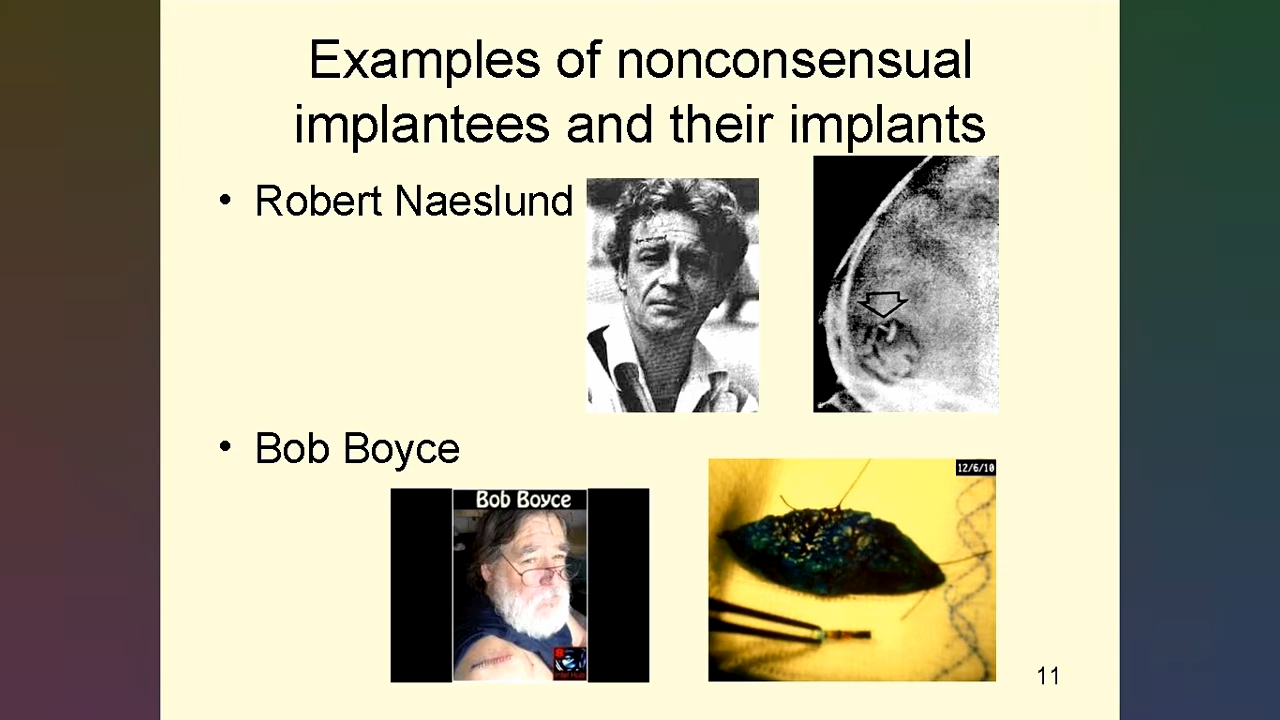 Examples of nonconsensual
implantees and their implants
• Robert Naeslund
• Bob Boyce
Bob Boyce
12/6/10
11